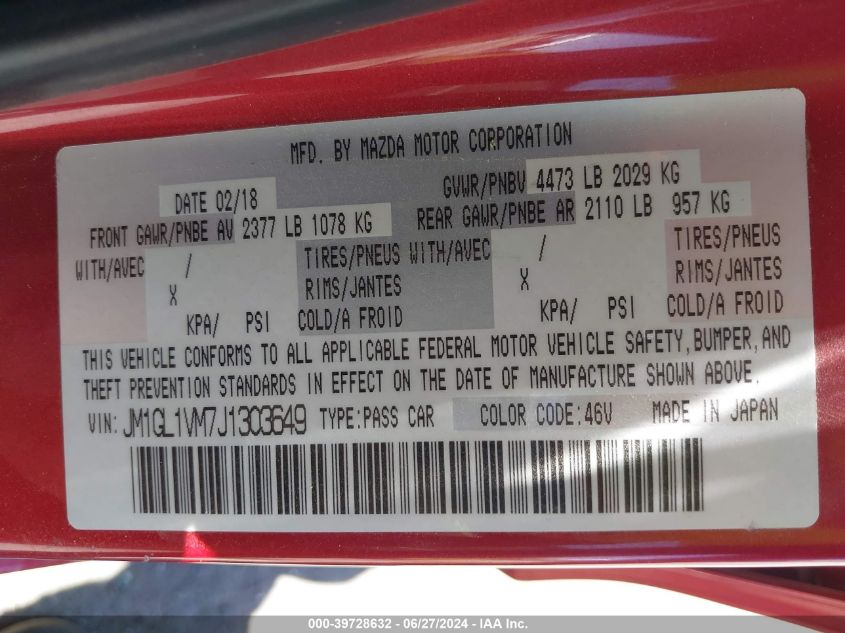 MFD. BY MAZDA MOTOR CORPORATION
DATE 02/18 GVWR/PNBV 4473 LB 2029 KG
FRONT GAWR/PNBE AV 2377 LB 1078 KG REAR GAWR/PNBE AR 2110 LB 957 KG
WITH/AVEC / TIRES/PNEUS WITH/AVEC / TIRES/PNEUS
X RIMS/JANTES X RIMS/JANTES
KPA/ PSI COLD/A FROID KPA/ PSI COLD/A FROID
THIS VEHICLE CONFORMS TO ALL APPLICABLE FEDERAL MOTOR VEHICLE SAFETY, BUMPER, AND
THEFT PREVENTION STANDARDS IN EFFECT ON THE DATE OF MANUFACTURE SHOWN ABOVE.
VIN: JM1GL1VM7J1303649 TYPE:PASS CAR COLOR CODE:46V MADE IN JAPAN
000-39728632 - 06/27/2024 - IAA Inc.